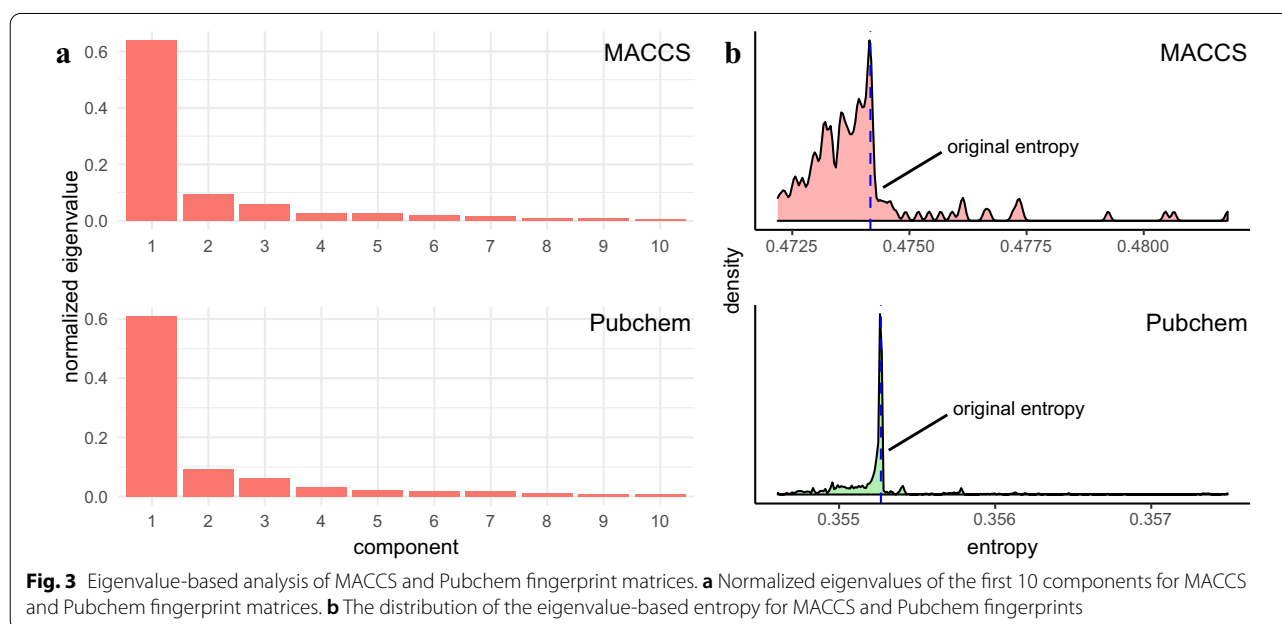 a
MACCS
0.6
0.4
0.2
0.0
1 2 3 4 5 6 7 8 9 10
normalized eigenvalue
Pubchem
0.6
0.4
0.2
0.0
1 2 3 4 5 6 7 8 9 10
component
b
MACCS
original entropy
0.4725 0.4750 0.4775 0.4800
density
Pubchem
original entropy
0.355 0.356 0.357
entropy
Fig. 3 Eigenvalue-based analysis of MACCS and Pubchem fingerprint matrices. a Normalized eigenvalues of the first 10 components for MACCS
and Pubchem fingerprint matrices. b The distribution of the eigenvalue-based entropy for MACCS and Pubchem fingerprints